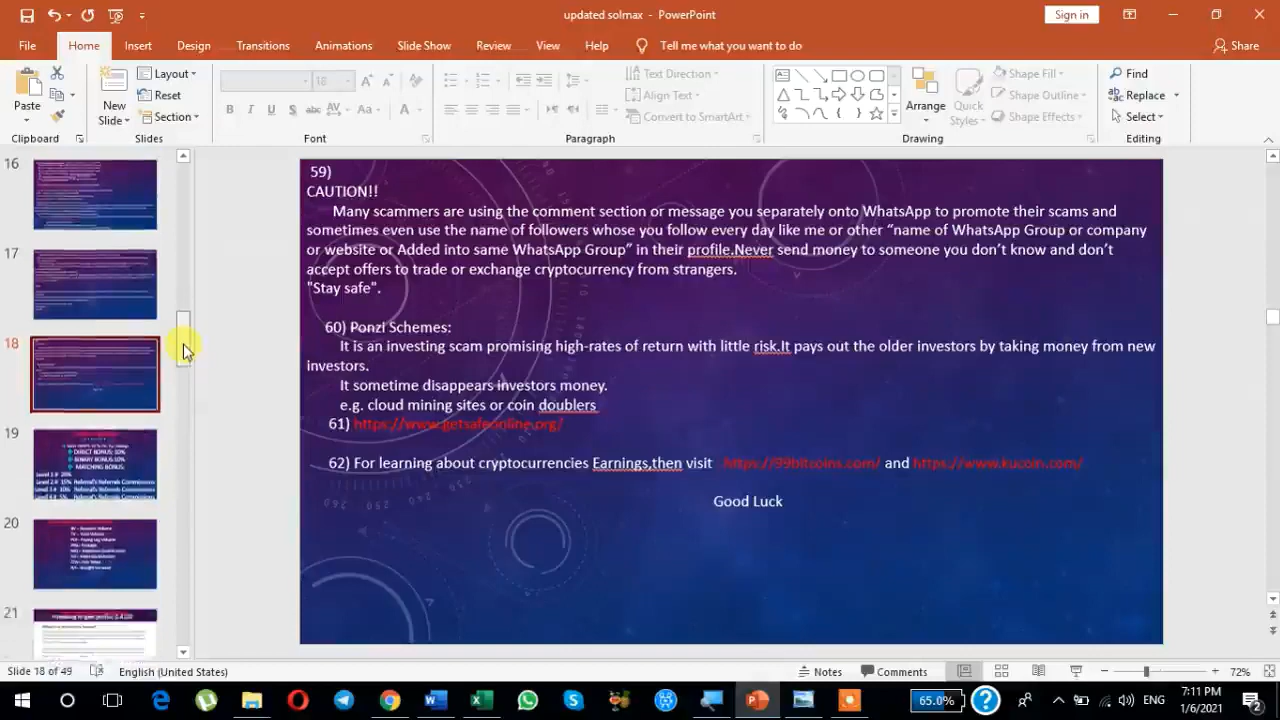 updated solmax - PowerPoint
Sign in
File Home Insert Design Transitions Animations Slide Show Review View Help Tell me what you want to do Share
Paste
New Slide
Layout
Reset
Section
18
Text Direction
Align Text
Convert to SmartArt
Arrange
Quick Styles
Shape Fill
Shape Outline
Shape Effects
Find
Replace
Select
Clipboard Slides Font Paragraph Drawing Editing
16
17
18
19
DIRECT BONUS: 10%
BINARY BONUS:10%
MATCHING BONUS:
20
21
59)
CAUTION!!
Many scammers are using the comment section or message you privately onto WhatsApp to promote their scams and
sometimes even use the name of followers whose you follow every day like me or other "name of WhatsApp Group or company
or website or Added into same WhatsApp Group" in their profile.Never send money to someone you don't know and don't
accept offers to trade or exchange cryptocurrency from strangers.
"Stay safe".
60) Ponzi Schemes:
It is an investing scam promising high-rates of return with little risk.It pays out the older investors by taking money from new
investors.
It sometime disappears investors money.
e.g. cloud mining sites or coin doublers
61) https://www.getsafeonline.org/
62) For learning about cryptocurrencies Earnings,then visit https://99bitcoins.com/ and https://www.kucoin.com/
Good Luck
Slide 18 of 49 English (United States) Notes Comments 72%
65.0% ENG 7:11 PM
1/6/2021